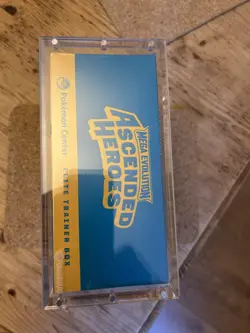 MEGA EVOLUTION
ASCENDED
HEROES
Pokémon Center ELITE TRAINER BOX